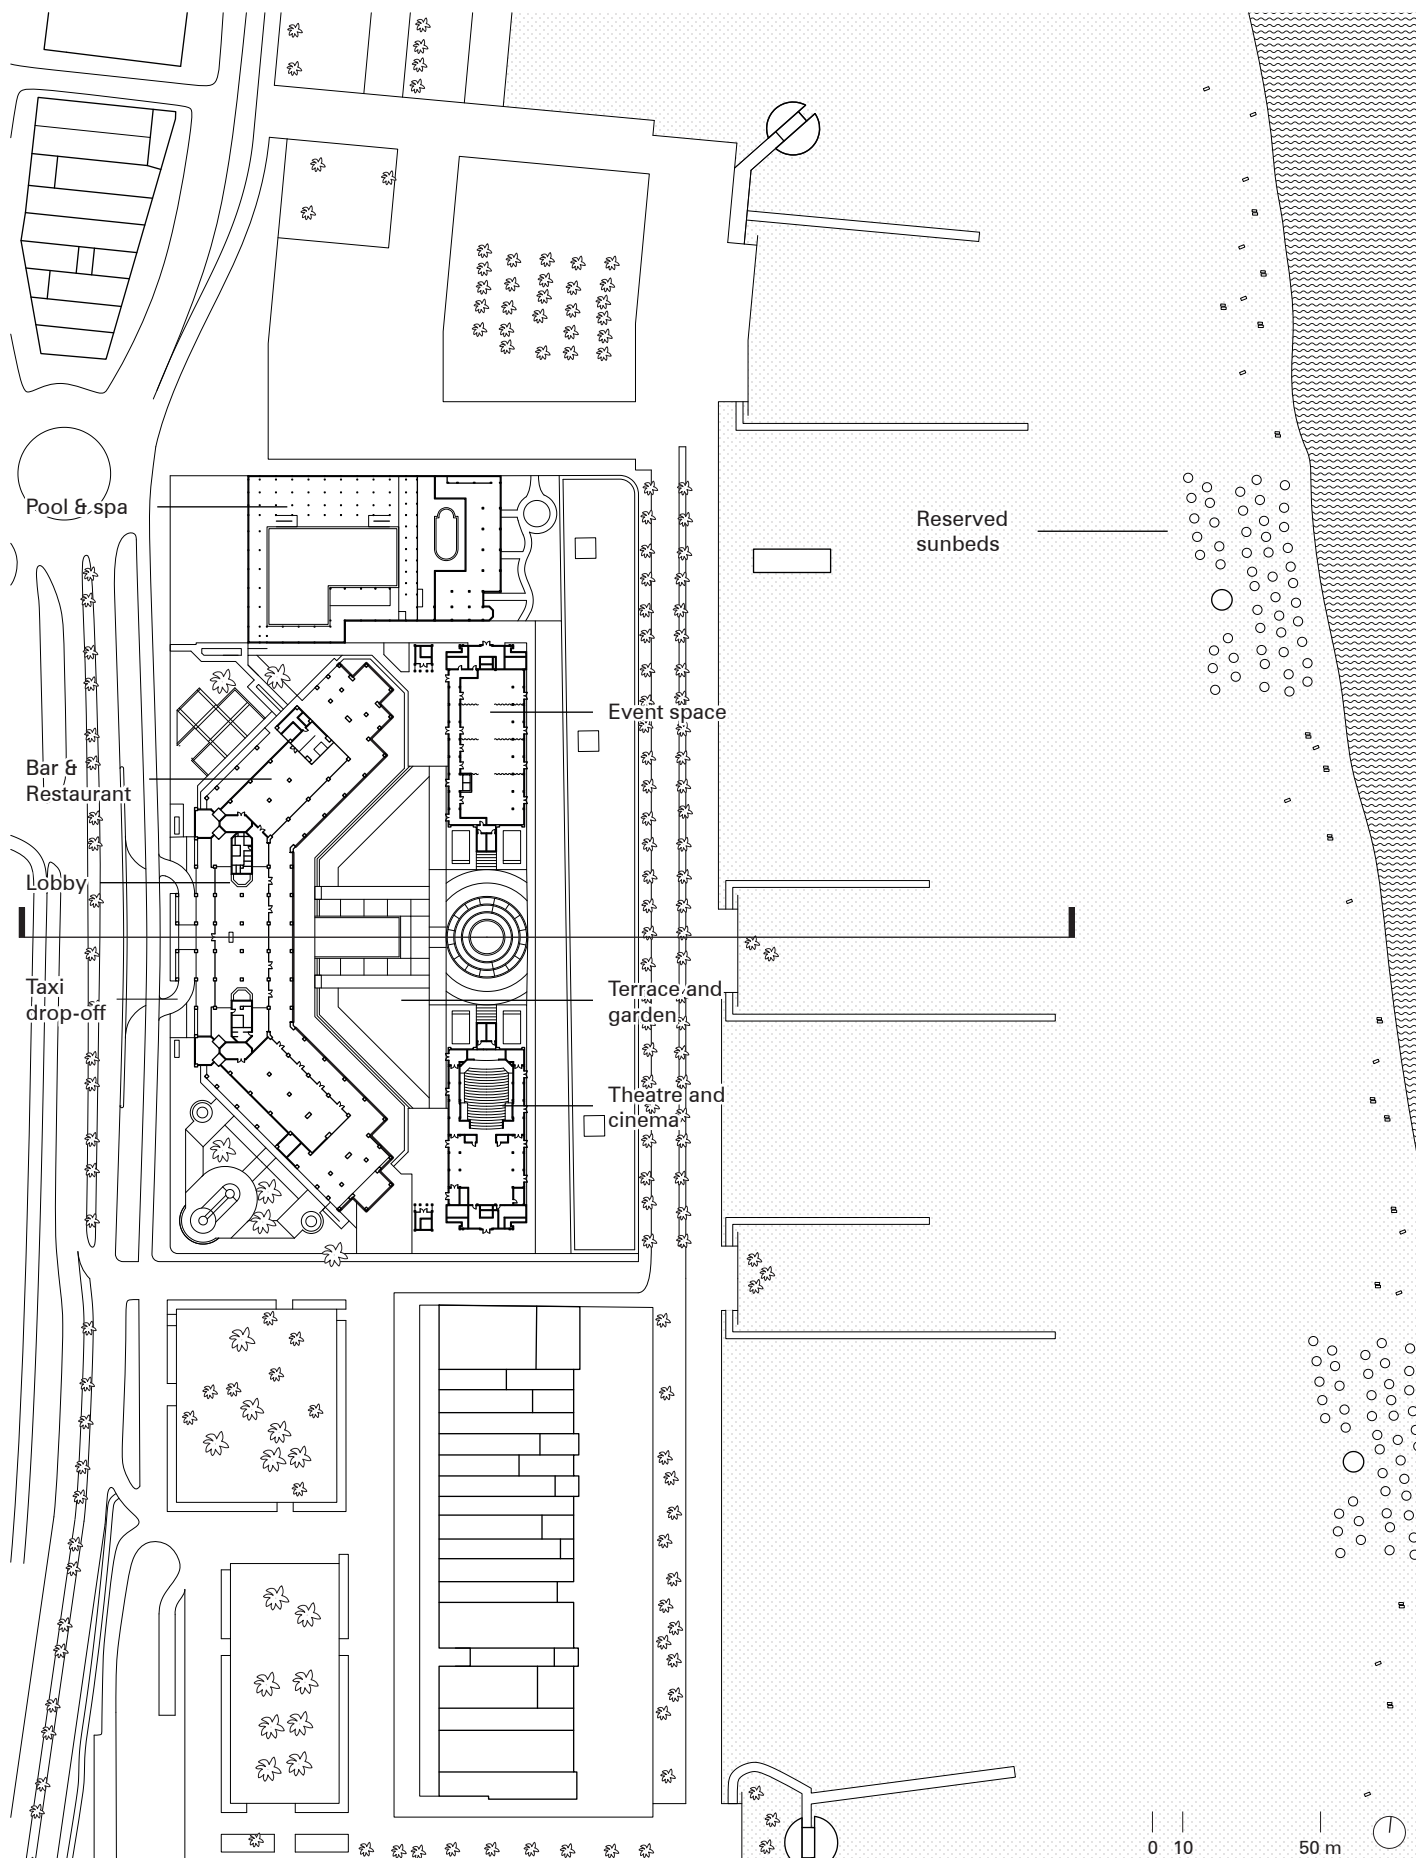 Pool & spa
Reserved
sunbeds
Event space
Bar &
Restaurant
Lobby
Taxi
drop-off
Terrace and
garden
Theatre and
cinema
0 10 50 m